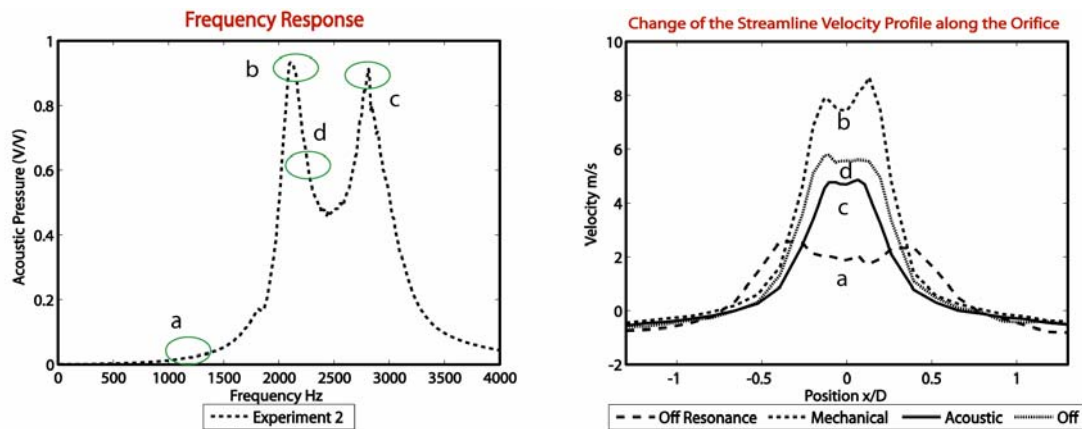 Frequency Response
1
0.8
0.6
0.4
0.2
0
Acoustic Pressure (V/V)
b
c
d
a
0 500 1000 1500 2000 2500 3000 3500 4000
Frequency Hz
Experiment 2
Change of the Streamline Velocity Profile along the Orifice
10
8
6
4
2
0
-2
Velocity m/s
b
d
c
a
-1 -0.5 0 0.5 1
Position x/D
Off Resonance Mechanical Acoustic Off